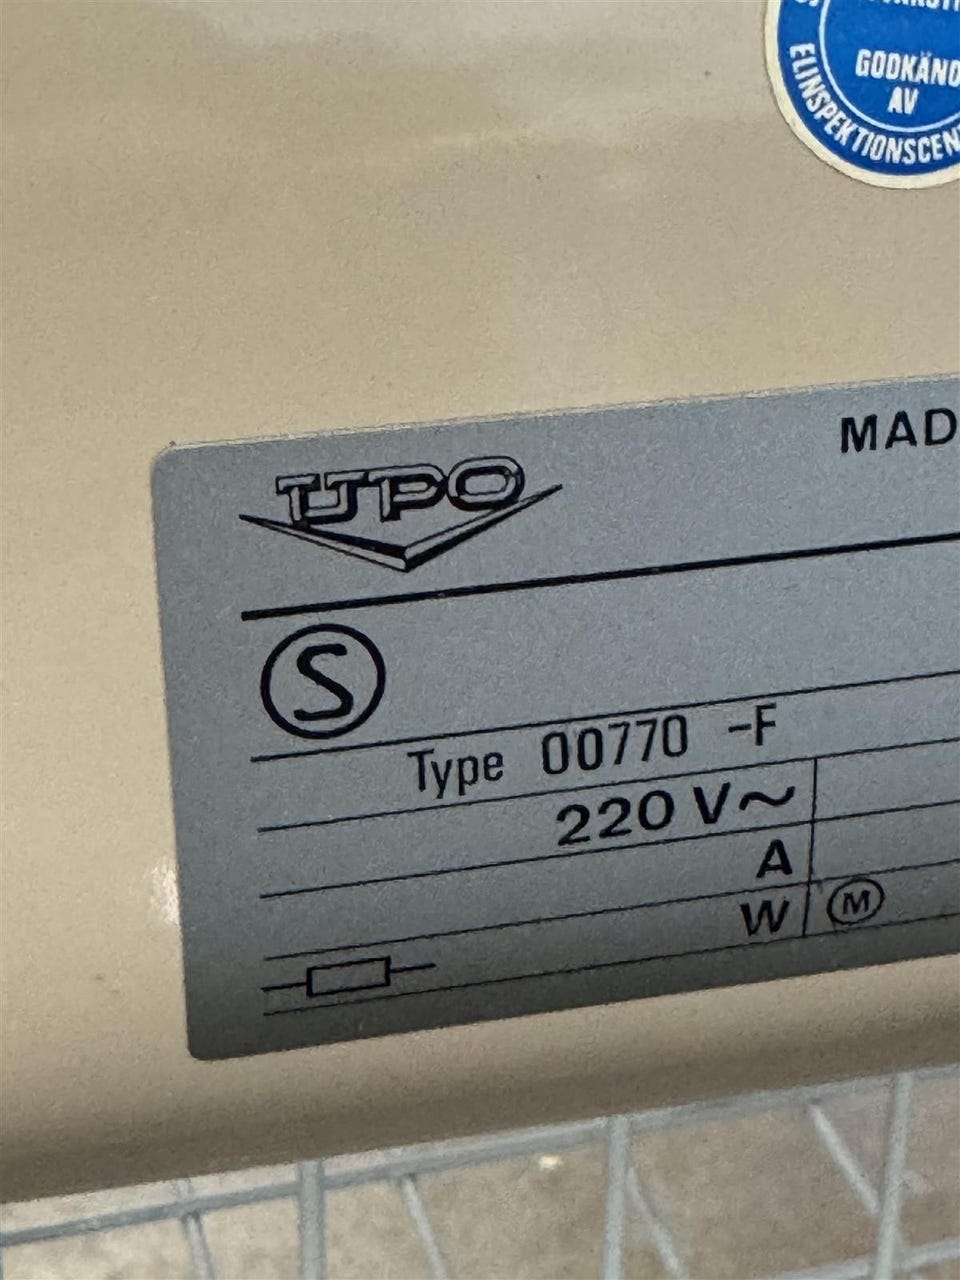 GODKÄND
AV
ELINSPEKTIONSCEN
MAD
UPO
S
Type 00770 -F
220 V~
A
W M